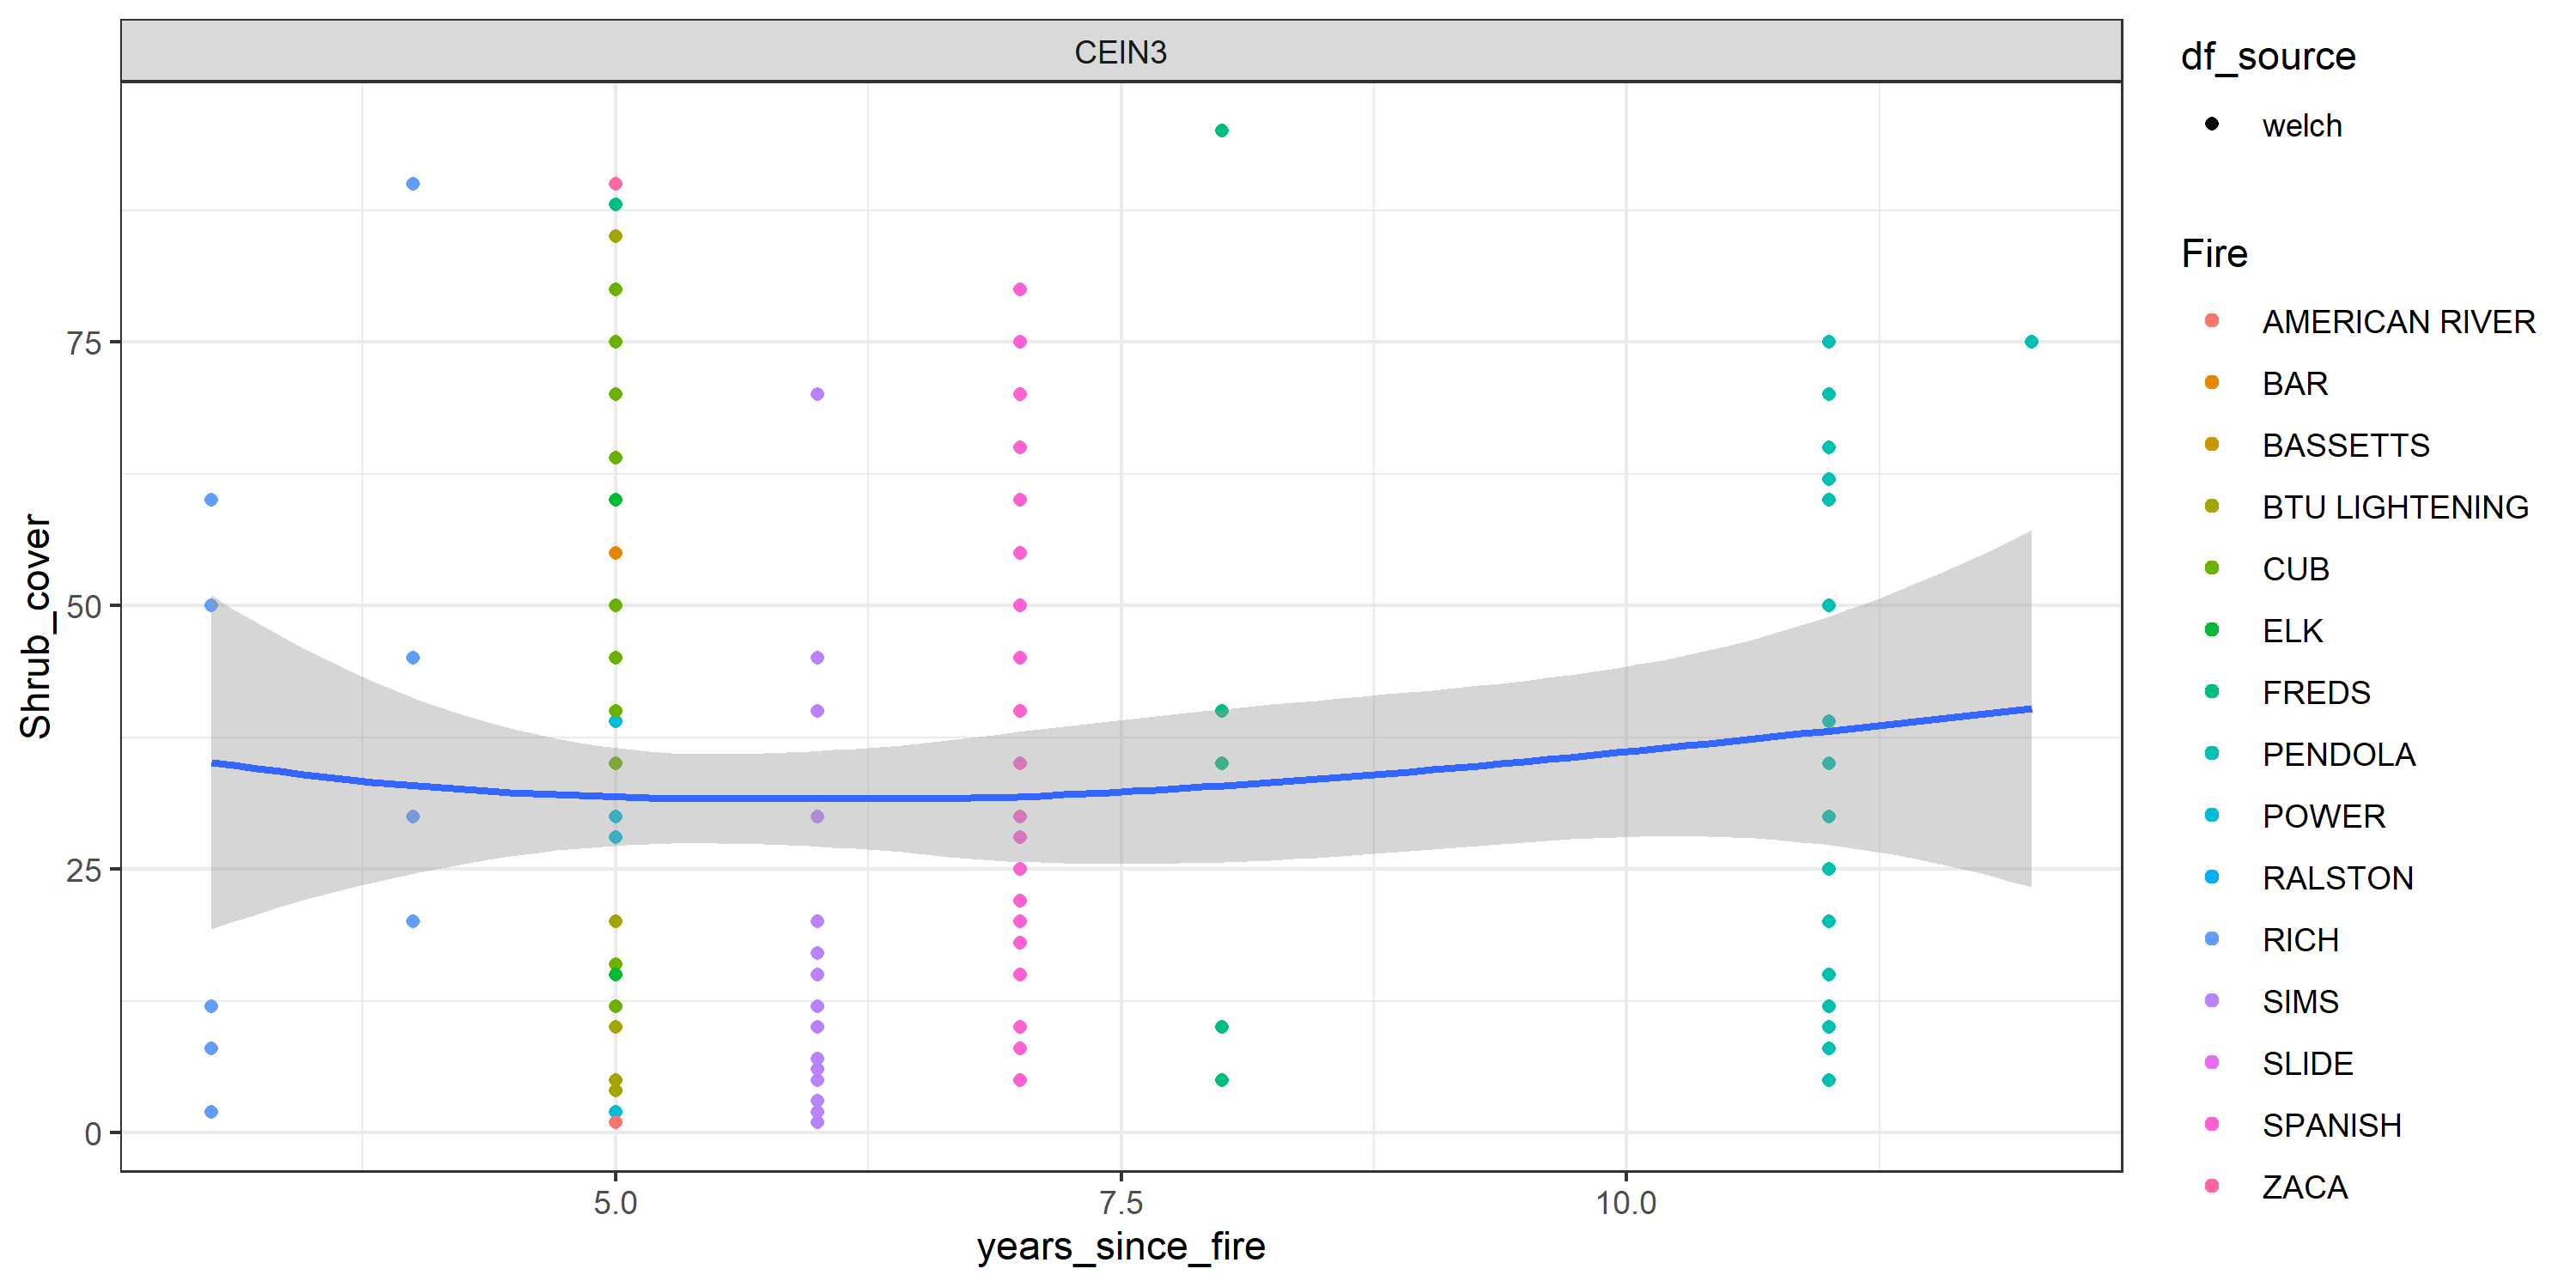 CEIN3
Shrub_cover
75
50
25
0
5.0
7.5
10.0
years_since_fire
df_source
welch
Fire
AMERICAN RIVER
BAR
BASSETTS
BTU LIGHTENING
CUB
ELK
FREDS
PENDOLA
POWER
RALSTON
RICH
SIMS
SLIDE
SPANISH
ZACA